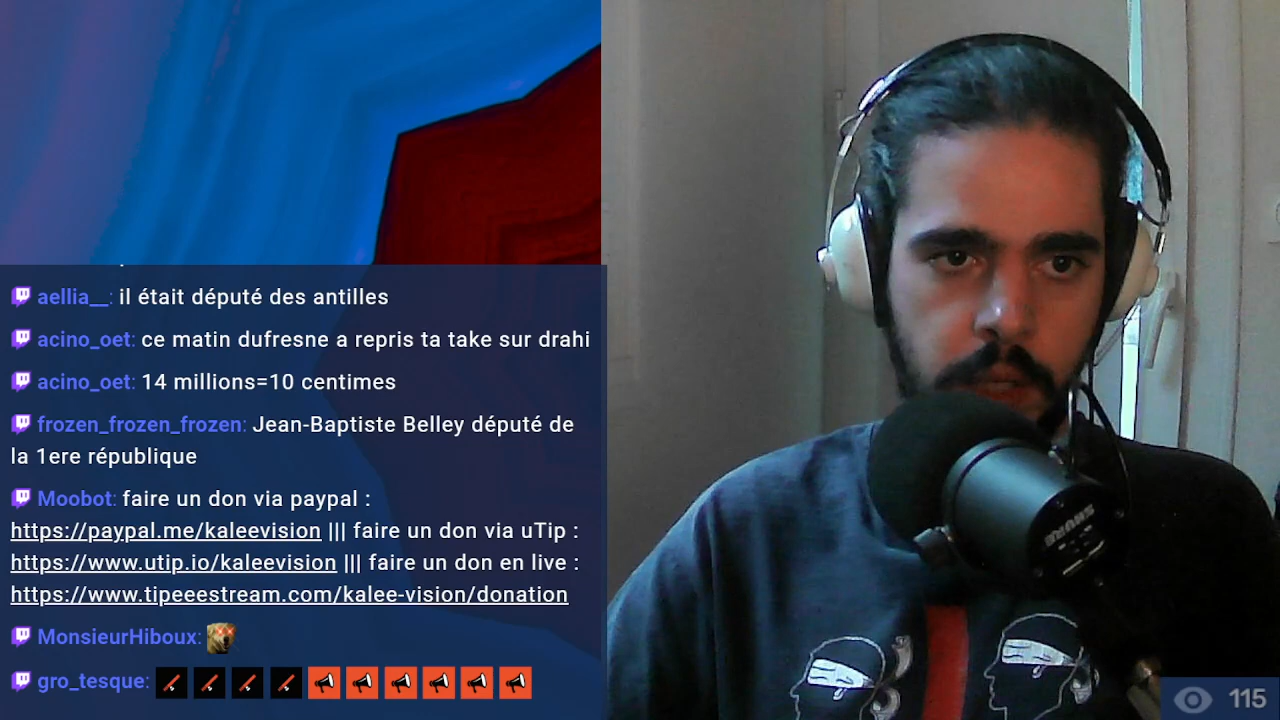 aellia__: il était député des antilles
acino_oet: ce matin dufresne a repris ta take sur drahi
acino_oet: 14 millions=10 centimes
frozen_frozen_frozen: Jean-Baptiste Belley député de
la 1ere république
Moobot: faire un don via paypal :
https://paypal.me/kaleevision ||| faire un don via uTip :
https://www.utip.io/kaleevision ||| faire un don en live :
https://www.tipeeestream.com/kalee-vision/donation
MonsieurHiboux:
gro_tesque:
SHURE
115